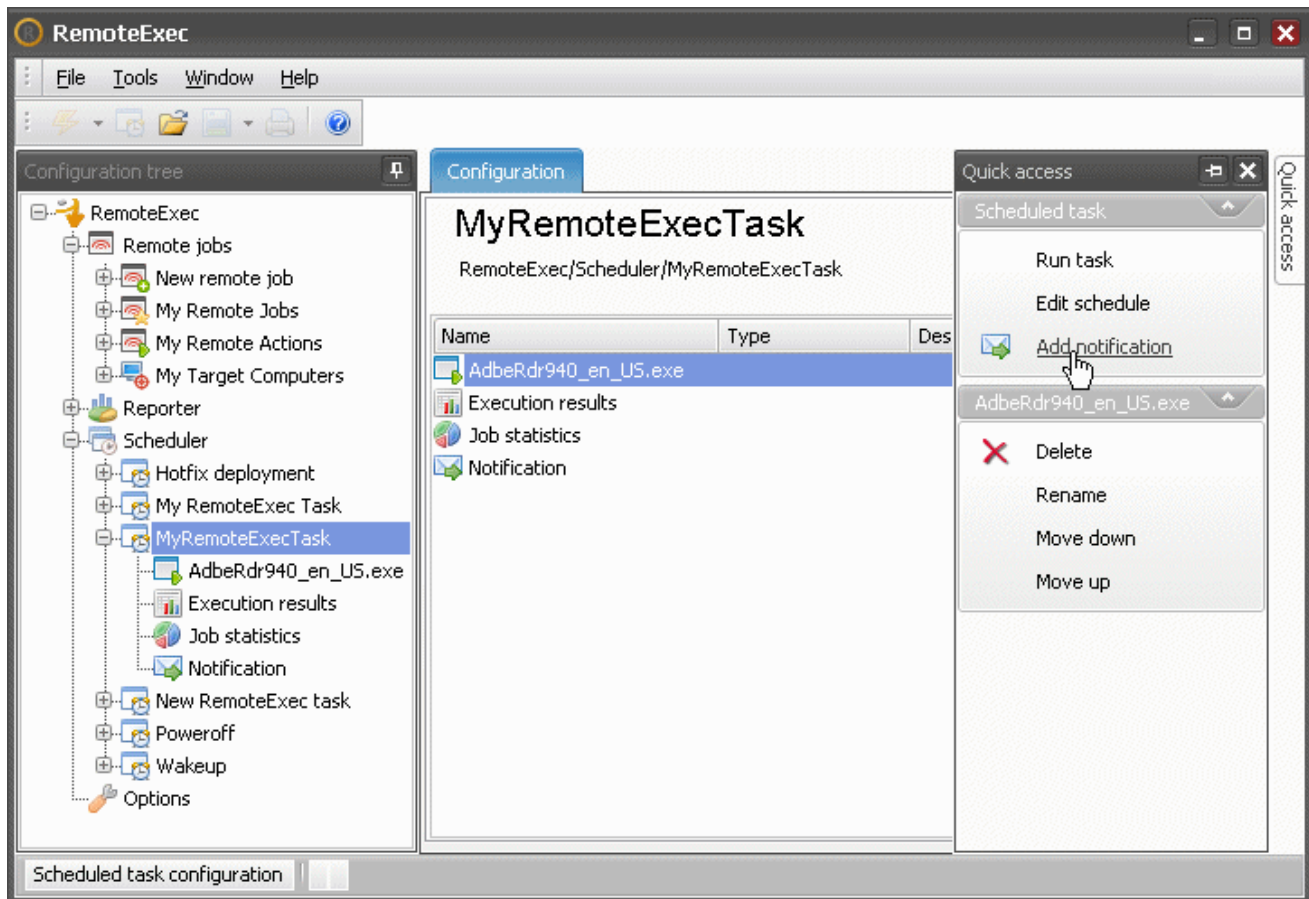 RemoteExec
File Tools Window Help
Configuration tree
RemoteExec
Remote jobs
New remote job
My Remote Jobs
My Remote Actions
My Target Computers
Reporter
Scheduler
Hotfix deployment
My RemoteExec Task
MyRemoteExecTask
AdbeRdr940_en_US.exe
Execution results
Job statistics
Notification
New RemoteExec task
Poweroff
Wakeup
Options
Configuration
MyRemoteExecTask
RemoteExec/Scheduler/MyRemoteExecTask
Name Type Des
AdbeRdr940_en_US.exe
Execution results
Job statistics
Notification
Quick access
Scheduled task
Run task
Edit schedule
Add notification
AdbeRdr940_en_US.exe
Delete
Rename
Move down
Move up
Quick access
Scheduled task configuration